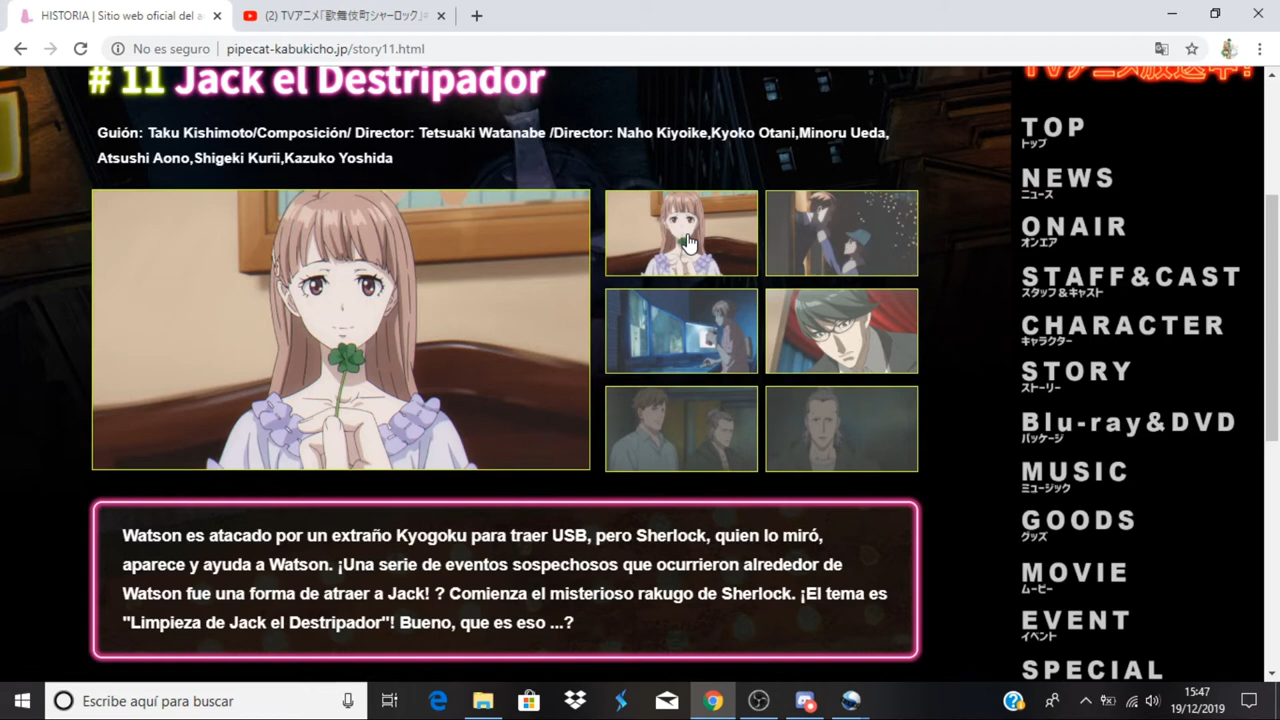 HISTORIA | Sitio web oficial del a
(2) TVアニメ『歌舞伎町シャーロック』#
No es seguro | pipecat-kabukicho.jp/story11.html
TVアニメ放送中!
# 11 Jack el Destripador
Guión: Taku Kishimoto/Composición/ Director: Tetsuaki Watanabe /Director: Naho Kiyoike,Kyoko Otani,Minoru Ueda,
Atsushi Aono,Shigeki Kurii,Kazuko Yoshida
Watson es atacado por un extraño Kyogoku para traer USB, pero Sherlock, quien lo miró,
aparece y ayuda a Watson. ¡Una serie de eventos sospechosos que ocurrieron alrededor de
Watson fue una forma de atraer a Jack! ? Comienza el misterioso rakugo de Sherlock. ¡El tema es
"Limpieza de Jack el Destripador"! Bueno, que es eso ...?
TOP
トップ
NEWS
ニュース
ONAIR
オンエア
STAFF&CAST
スタッフ&キャスト
CHARACTER
キャラクター
STORY
ストーリー
Blu-ray&DVD
パッケージ
MUSIC
ミュージック
GOODS
グッズ
MOVIE
ムービー
EVENT
イベント
SPECIAL
Escribe aquí para buscar
15:47
19/12/2019